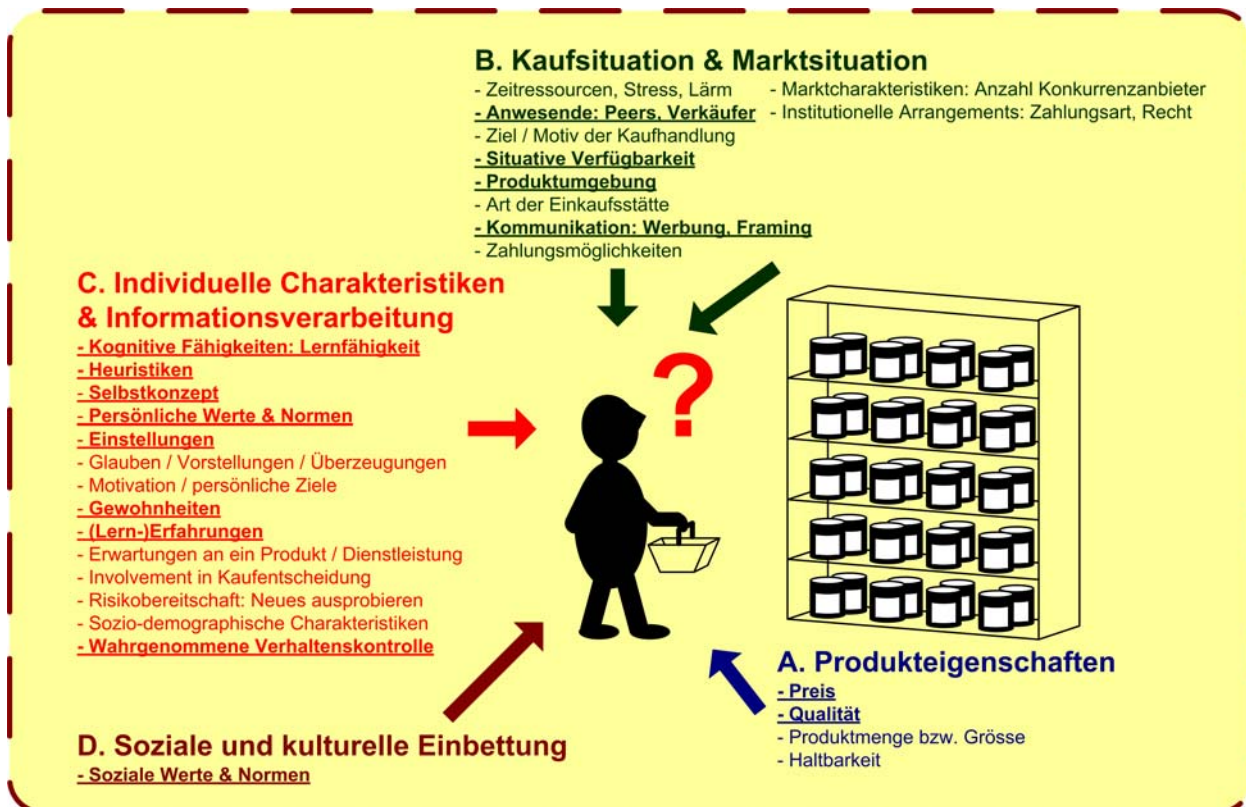 B. Kaufsituation & Marktsituation
- Zeitressourcen, Stress, Lärm
- Anwesende: Peers, Verkäufer
- Ziel / Motiv der Kaufhandlung
- Situative Verfügbarkeit
- Produktumgebung
- Art der Einkaufsstätte
- Kommunikation: Werbung, Framing
- Zahlungsmöglichkeiten
- Marktcharakteristiken: Anzahl Konkurrenzanbieter
- Institutionelle Arrangements: Zahlungsart, Recht
C. Individuelle Charakteristiken
& Informationsverarbeitung
- Kognitive Fähigkeiten: Lernfähigkeit
- Heuristiken
- Selbstkonzept
- Persönliche Werte & Normen
- Einstellungen
- Glauben / Vorstellungen / Überzeugungen
- Motivation / persönliche Ziele
- Gewohnheiten
- (Lern-)Erfahrungen
- Erwartungen an ein Produkt / Dienstleistung
- Involvement in Kaufentscheidung
- Risikobereitschaft: Neues ausprobieren
- Sozio-demographische Charakteristiken
- Wahrgenommene Verhaltenskontrolle
?
A. Produkteigenschaften
- Preis
- Qualität
- Produktmenge bzw. Grösse
- Haltbarkeit
D. Soziale und kulturelle Einbettung
- Soziale Werte & Normen